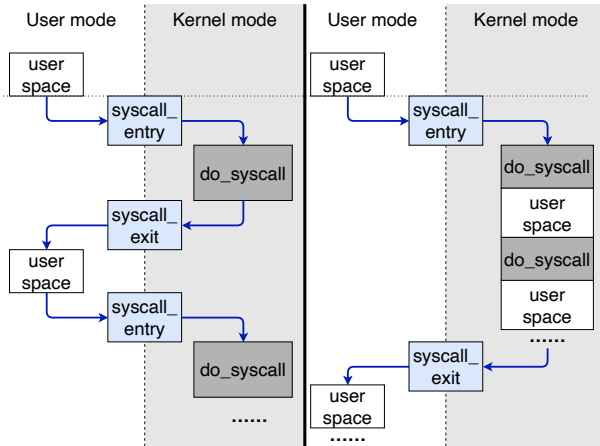 User mode
Kernel mode
user
space
syscall_
entry
do_syscall
syscall_
exit
user
space
syscall_
entry
do_syscall
......
User mode
Kernel mode
user
space
syscall_
entry
do_syscall
user
space
do_syscall
user
space
......
syscall_
exit
user
space
......